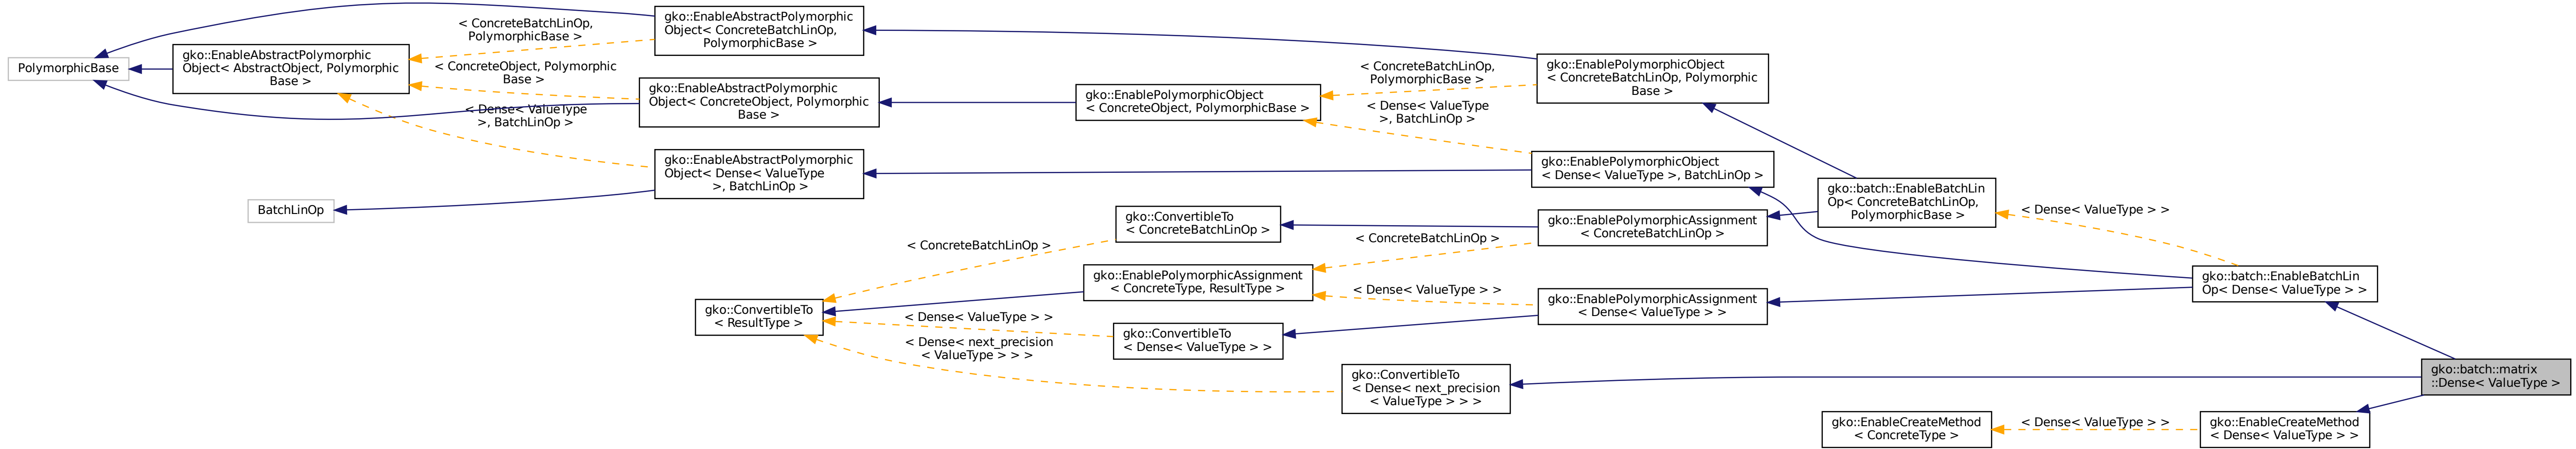 PolymorphicBase
gko::EnableAbstractPolymorphic
Object< AbstractObject, Polymorphic
Base >
BatchLinOp
< ConcreteBatchLinOp,
PolymorphicBase >
< ConcreteObject, Polymorphic
Base >
< Dense< ValueType
>, BatchLinOp >
gko::EnableAbstractPolymorphic
Object< ConcreteBatchLinOp,
PolymorphicBase >
gko::EnableAbstractPolymorphic
Object< ConcreteObject, Polymorphic
Base >
gko::EnableAbstractPolymorphic
Object< Dense< ValueType
>, BatchLinOp >
gko::ConvertibleTo
< ResultType >
< ConcreteBatchLinOp >
< Dense< ValueType > >
< Dense< next_precision
< ValueType > > >
gko::EnablePolymorphicObject
< ConcreteObject, PolymorphicBase >
gko::ConvertibleTo
< ConcreteBatchLinOp >
gko::EnablePolymorphicAssignment
< ConcreteType, ResultType >
gko::ConvertibleTo
< Dense< ValueType > >
< ConcreteBatchLinOp,
PolymorphicBase >
< Dense< ValueType
>, BatchLinOp >
< ConcreteBatchLinOp >
< Dense< ValueType > >
gko::ConvertibleTo
< Dense< next_precision
< ValueType > > >
gko::EnablePolymorphicObject
< ConcreteBatchLinOp, Polymorphic
Base >
gko::EnablePolymorphicObject
< Dense< ValueType >, BatchLinOp >
gko::EnablePolymorphicAssignment
< ConcreteBatchLinOp >
gko::EnablePolymorphicAssignment
< Dense< ValueType > >
gko::batch::EnableBatchLin
Op< ConcreteBatchLinOp,
PolymorphicBase >
gko::EnableCreateMethod
< ConcreteType >
< Dense< ValueType > >
< Dense< ValueType > >
gko::batch::EnableBatchLin
Op< Dense< ValueType > >
gko::EnableCreateMethod
< Dense< ValueType > >
gko::batch::matrix
::Dense< ValueType >